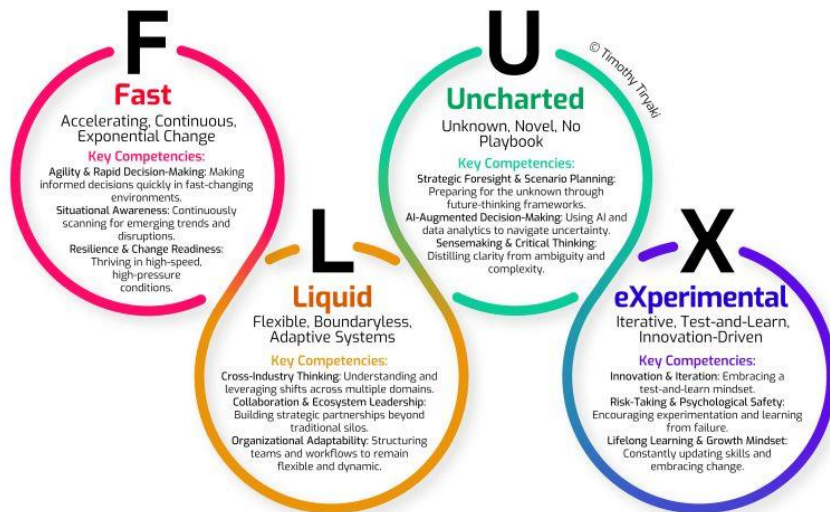 F
Fast
Accelerating, Continuous,
Exponential Change
Key Competencies:
Agility & Rapid Decision-Making: Making
informed decisions quickly in fast-changing
environments.
Situational Awareness: Continuously
scanning for emerging trends and
disruptions.
Resilience & Change Readiness:
Thriving in high-speed,
high-pressure
conditions.
L
Liquid
Flexible, Boundaryless,
Adaptive Systems
Key Competencies:
Cross-Industry Thinking: Understanding and
leveraging shifts across multiple domains.
Collaboration & Ecosystem Leadership:
Building strategic partnerships beyond
traditional silos.
Organizational Adaptability: Structuring
teams and workflows to remain
flexible and dynamic.
U
Uncharted
Unknown, Novel, No
Playbook
Key Competencies:
Strategic Foresight & Scenario Planning:
Preparing for the unknown through
future-thinking frameworks.
AI-Augmented Decision-Making: Using AI and
data analytics to navigate uncertainty.
Sensemaking & Critical Thinking:
Distilling clarity from ambiguity and
complexity.
© Timothy Tiryaki
X
eXperimental
Iterative, Test-and-Learn,
Innovation-Driven
Key Competencies:
Innovation & Iteration: Embracing a
test-and-learn mindset.
Risk-Taking & Psychological Safety:
Encouraging experimentation and learning
from failure.
Lifelong Learning & Growth Mindset:
Constantly updating skills and
embracing change.